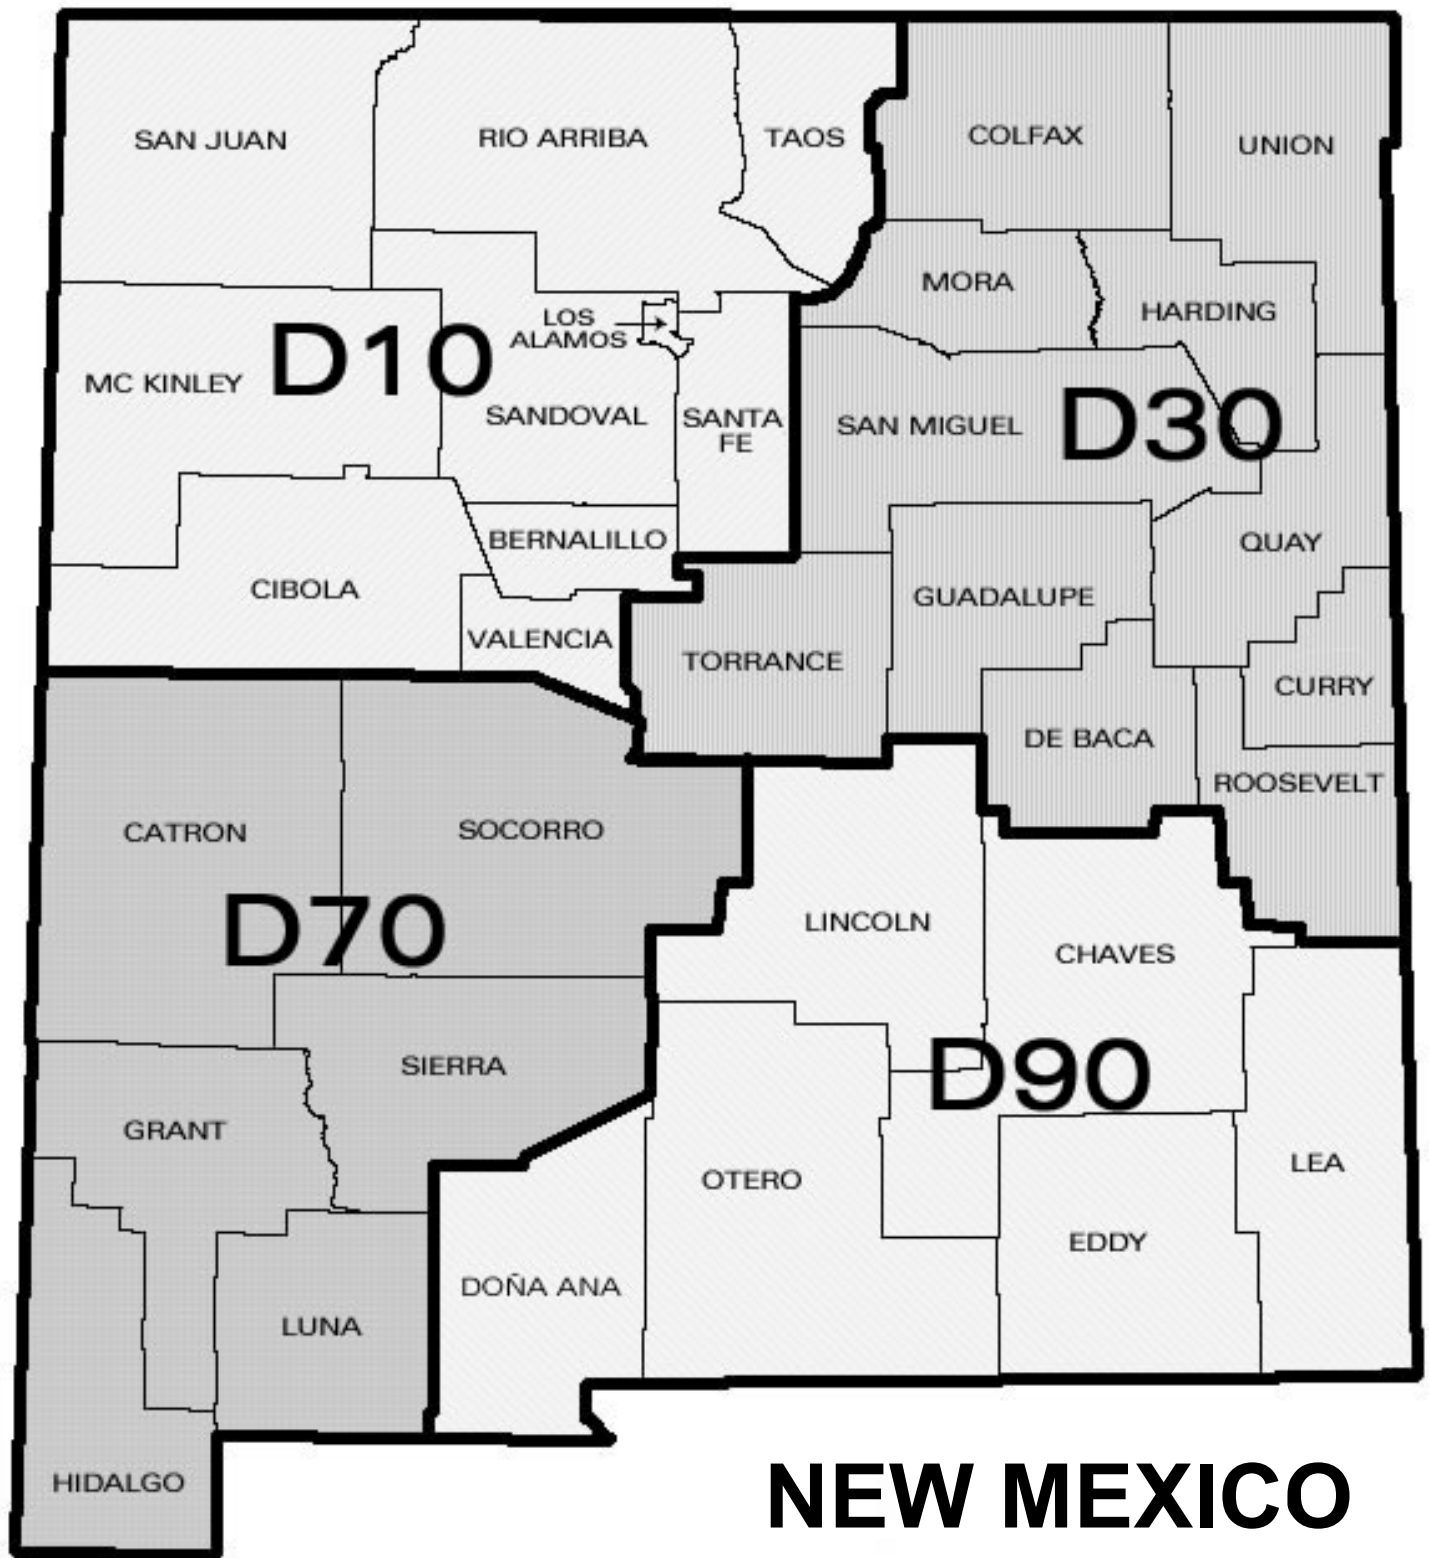 SAN JUAN
RIO ARRIBA
TAOS
COLFAX
UNION
MORA
HARDING
LOS
ALAMOS
D10
MC KINLEY
SANDOVAL
SANTA
FE
SAN MIGUEL
D30
BERNALILLO
QUAY
CIBOLA
GUADALUPE
VALENCIA
TORRANCE
CURRY
DE BACA
ROOSEVELT
CATRON
SOCORRO
D70
LINCOLN
CHAVES
SIERRA
D90
GRANT
OTERO
LEA
EDDY
DOÑA ANA
LUNA
HIDALGO
NEW MEXICO